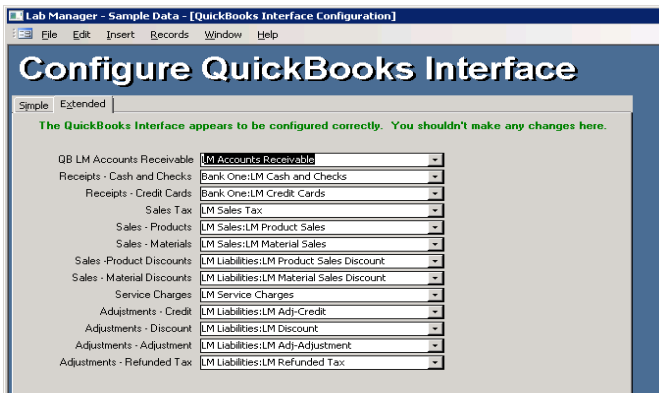 Lab Manager - Sample Data - [QuickBooks Interface Configuration]
File Edit Insert Records Window Help
Configure QuickBooks Interface
Simple Extended
The QuickBooks Interface appears to be configured correctly. You shouldn't make any changes here.
QB LM Accounts Receivable LM Accounts Receivable
Receipts - Cash and Checks Bank One:LM Cash and Checks
Receipts - Credit Cards Bank One:LM Credit Cards
Sales Tax LM Sales Tax
Sales - Products LM Sales:LM Product Sales
Sales - Materials LM Sales:LM Material Sales
Sales -Product Discounts LM Liabilities:LM Product Sales Discount
Sales - Material Discounts LM Liabilities:LM Material Sales Discount
Service Charges LM Service Charges
Adujstments - Credit LM Liabilities:LM Adj-Credit
Adjustments - Discount LM Liabilities:LM Discount
Adjustments - Adjustment LM Liabilities:LM Adj-Adjustment
Adjustments - Refunded Tax LM Liabilities:LM Refunded Tax